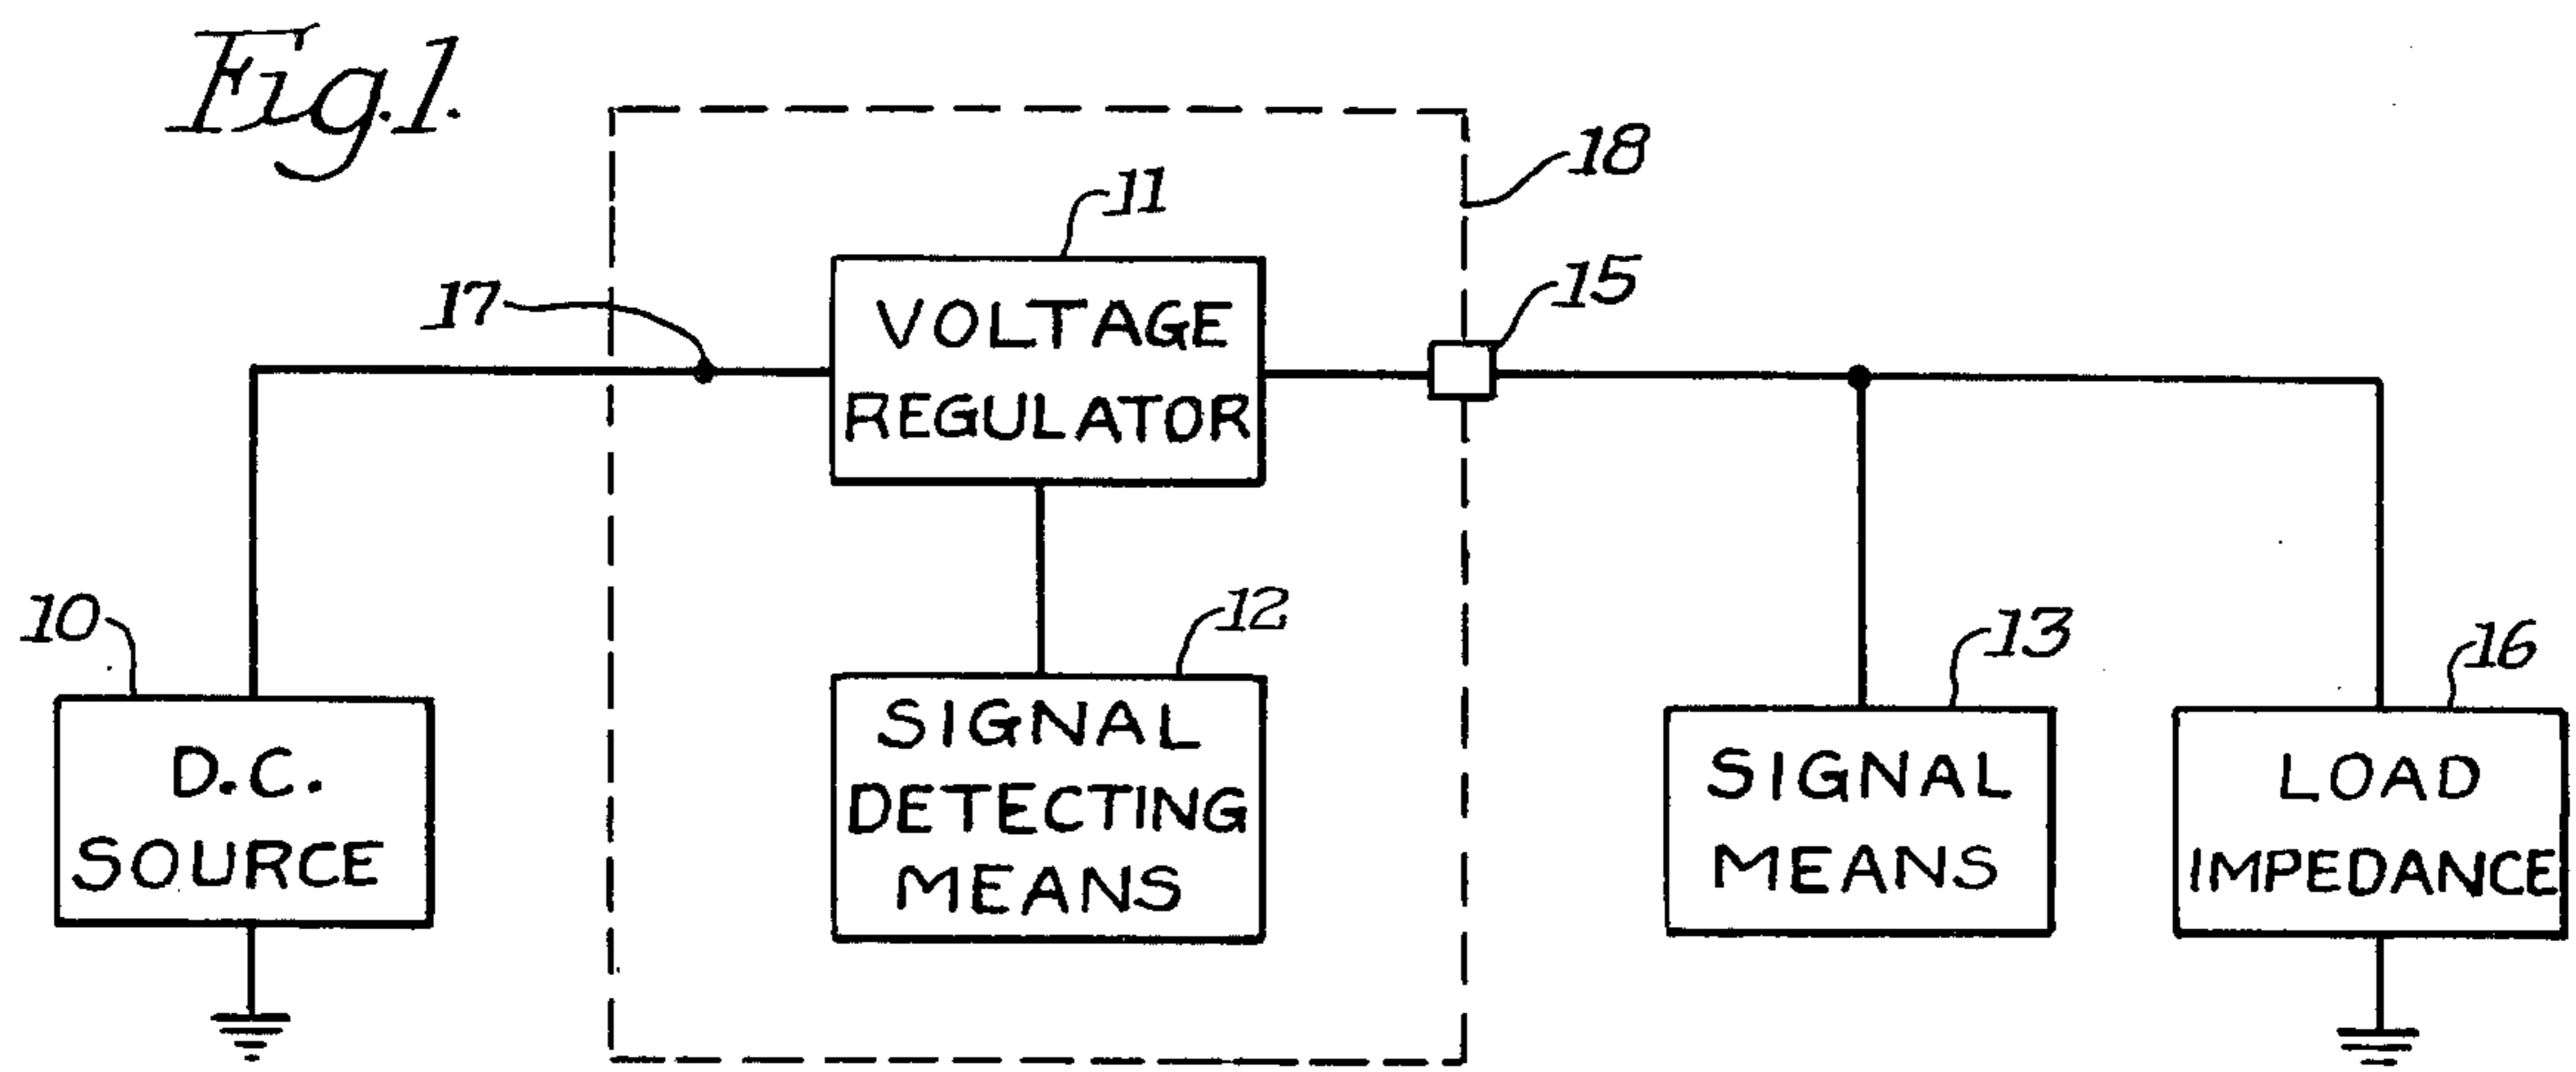 Fig.1.
18
11
15
17
VOLTAGE
REGULATOR
10
12
13
16
D.C.
SOURCE
SIGNAL
DETECTING
MEANS
SIGNAL
MEANS
LOAD
IMPEDANCE